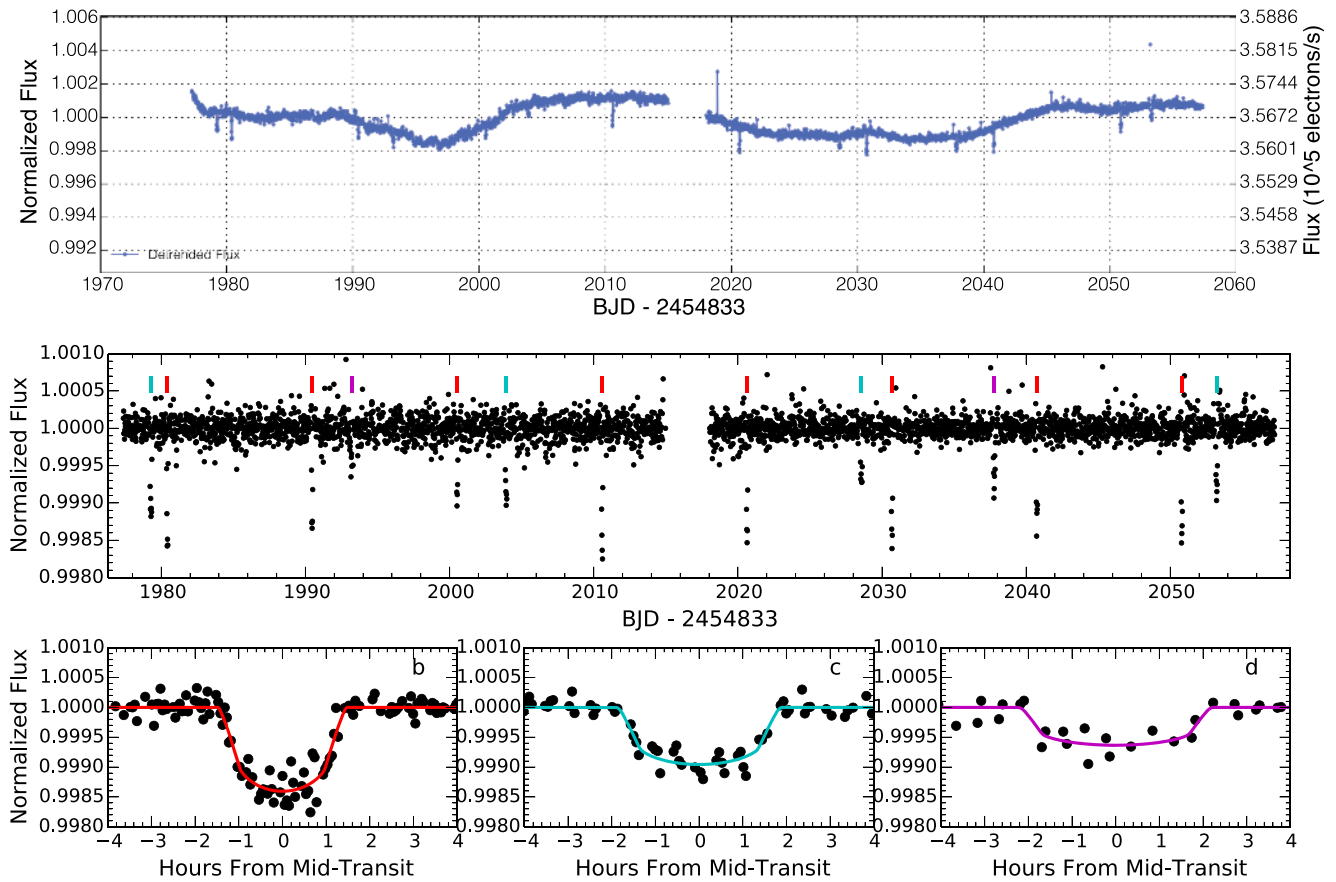 Normalized Flux
1.006
1.004
1.002
1.000
0.998
0.996
0.994
0.992
3.5886
3.5815
3.5744
3.5672
3.5601
3.5529
3.5458
3.5387
Flux (10^5 electrons/s)
Detrended Flux
1970 1980 1990 2000 2010 2020 2030 2040 2050 2060
BJD - 2454833
Normalized Flux
1.0010
1.0005
1.0000
0.9995
0.9990
0.9985
0.9980
1980 1990 2000 2010 2020 2030 2040 2050
BJD - 2454833
Normalized Flux
1.0010
1.0005
1.0000
0.9995
0.9990
0.9985
0.9980
b
−4 −3 −2 −1 0 1 2 3 4
Hours From Mid-Transit
1.0010
1.0005
1.0000
0.9995
0.9990
0.9985
0.9980
c
−4 −3 −2 −1 0 1 2 3 4
Hours From Mid-Transit
1.0010
1.0005
1.0000
0.9995
0.9990
0.9985
0.9980
d
−4 −3 −2 −1 0 1 2 3 4
Hours From Mid-Transit